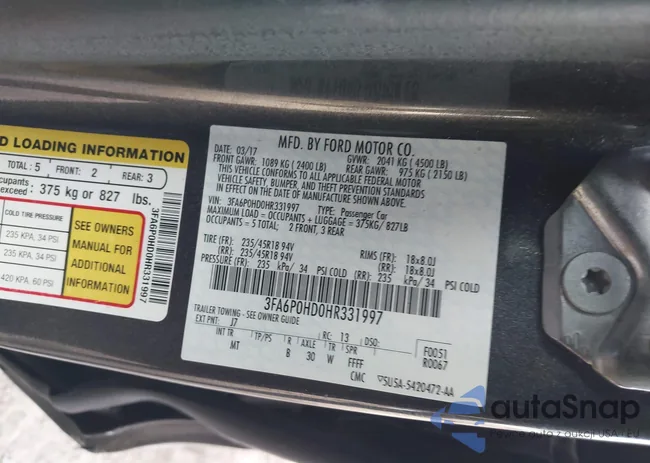 D LOADING INFORMATION
TOTAL: 5 FRONT: 2 REAR: 3
cupants
exceed: 375 kg or 827 lbs.
COLD TIRE PRESSURE
235 KPA, 34 PSI
235 KPA, 34 PSI
420 KPA, 60 PSI
SEE OWNERS
MANUAL FOR
ADDITIONAL
INFORMATION
3FA6P0HD0HR331997
MFD. BY FORD MOTOR CO.
DATE: 03/17 GVWR: 2041 KG ( 4500 LB)
FRONT GAWR: 1089 KG ( 2400 LB) REAR GAWR: 975 KG ( 2150 LB)
THIS VEHICLE CONFORMS TO ALL APPLICABLE FEDERAL MOTOR
VEHICLE SAFETY, BUMPER, AND THEFT PREVENTION STANDARDS
IN EFFECT ON THE DATE OF MANUFACTURE SHOWN ABOVE.
VIN: 3FA6P0HD0HR331997 TYPE: Passenger Car
MAXIMUM LOAD = OCCUPANTS + LUGGAGE = 375KG/ 827LB
OCCUPANTS = 5 TOTAL: 2 FRONT, 3 REAR
TIRE (FR): 235/45R18 94V RIMS (FR): 18x8.0J
(RR): 235/45R18 94V (RR): 18x8.0J
PRESSURE (FR): 235 kPa/ 34 PSI COLD (RR): 235 kPa/ 34 PSI COLD
3FA6P0HD0HR331997
TRAILER TOWING - SEE OWNER GUIDE
EXT PNT: J7 RC: 13 DSO: F0051
INT TR TP/PS R AXLE TR SPR R0067
MT B 30 W FFFF
CMC ▽5USA-5420472-AA
autoSnap